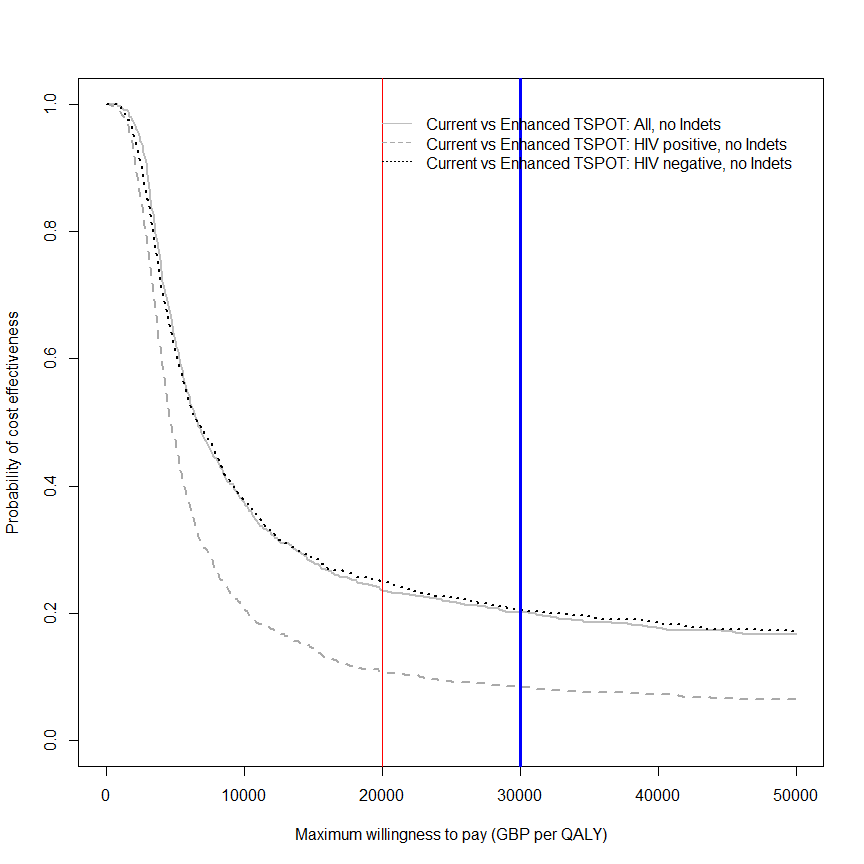 Current vs Enhanced TSPOT: All, no Indets
Current vs Enhanced TSPOT: HIV positive, no Indets
Current vs Enhanced TSPOT: HIV negative, no Indets
Probability of cost effectiveness
1.0
0.8
0.6
0.4
0.2
0.0
0 10000 20000 30000 40000 50000
Maximum willingness to pay (GBP per QALY)